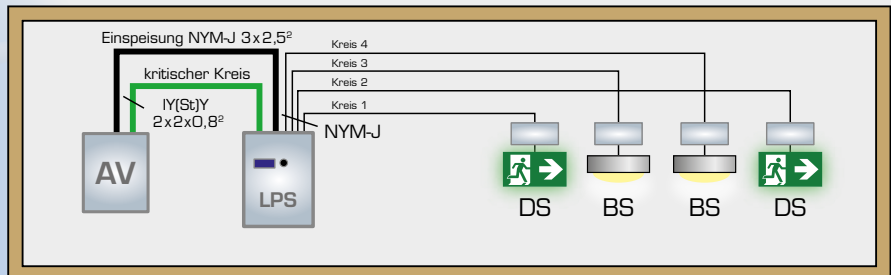 Einspeisung NYM-J 3x2,5²
kritischer Kreis
IY(St)Y
2x2x0,8²
Kreis 4
Kreis 3
Kreis 2
Kreis 1
NYM-J
AV
LPS
DS
BS
BS
DS